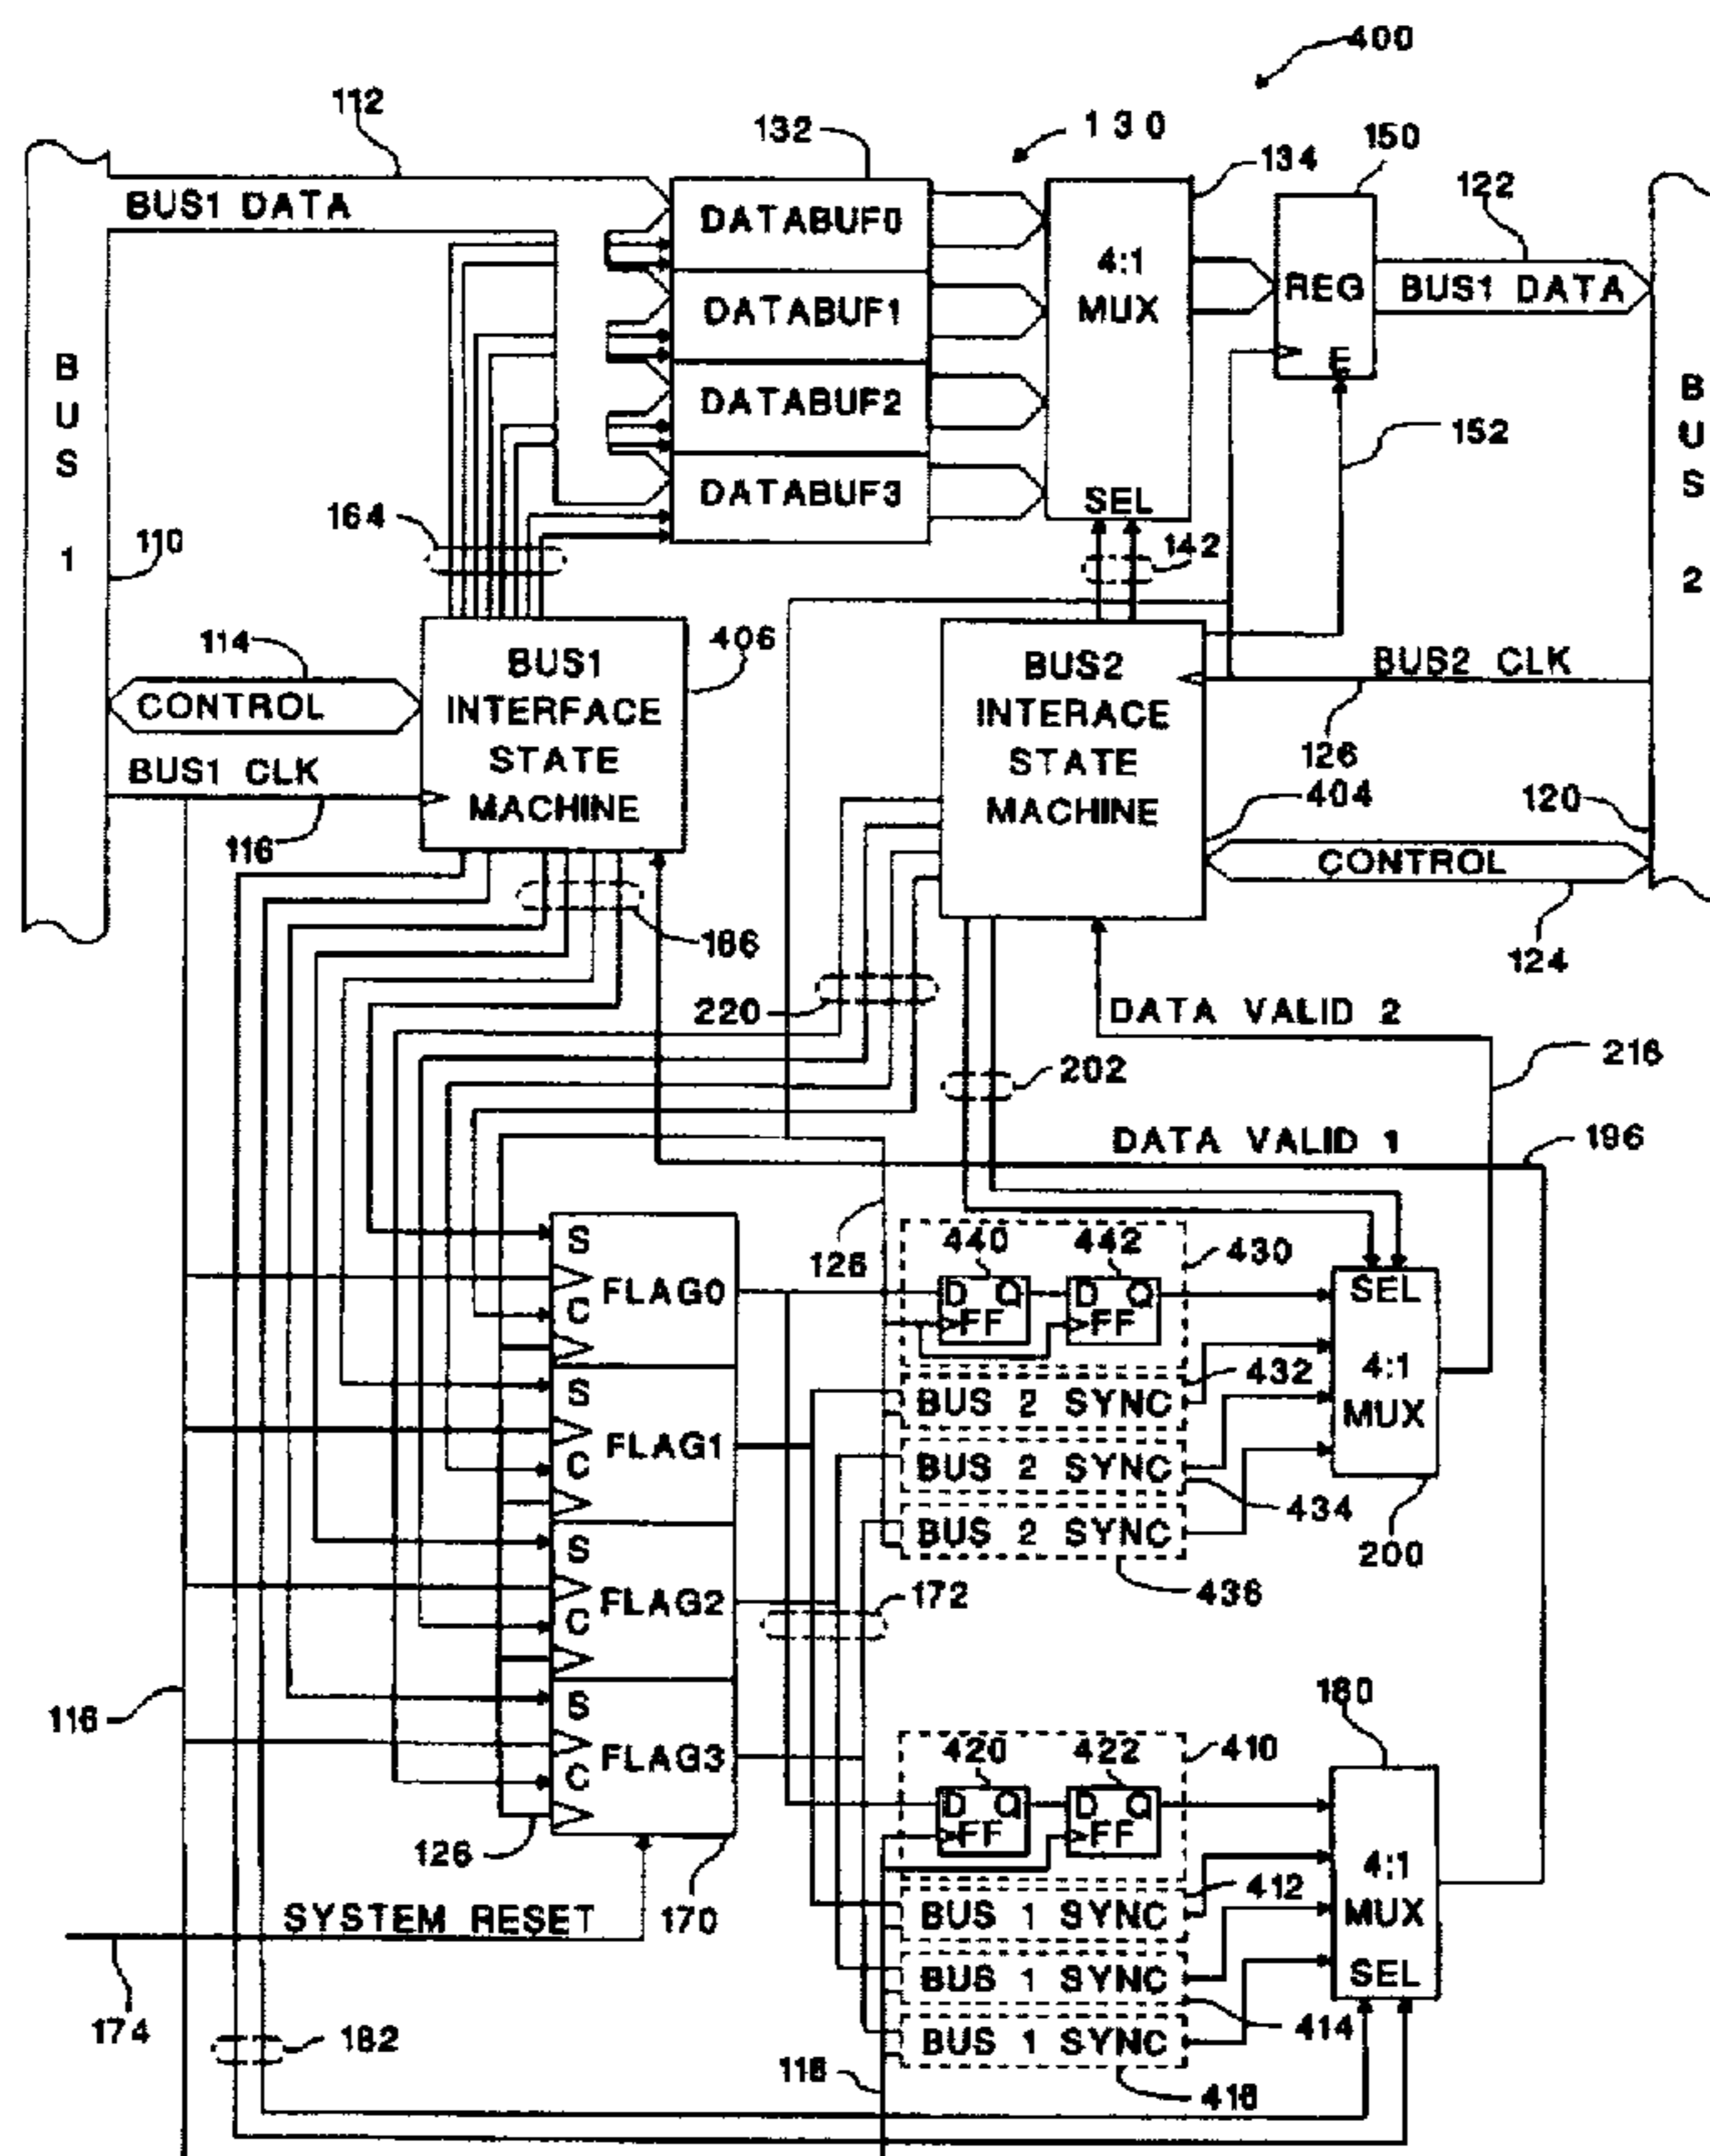 400
112
132
130
134
150
122
BUS1 DATA
DATABUF0
4:1
MUX
REG
E
BUS1 DATA
DATABUF1
DATABUF2
DATABUF3
SEL
BUS 1
BUS 2
152
164
142
110
114
CONTROL
BUS1 CLK
116
BUS1
INTERFACE
STATE
MACHINE
406
BUS2
INTERACE
STATE
MACHINE
BUS2 CLK
126
404
120
CONTROL
124
186
220
202
DATA VALID 2
216
DATA VALID 1
196
126
S
C
FLAG0
S
C
FLAG1
S
C
FLAG2
S
C
FLAG3
440
442
430
D Q
FF
D Q
FF
432
BUS 2 SYNC
BUS 2 SYNC
434
BUS 2 SYNC
436
SEL
4:1
MUX
200
172
116
126
170
SYSTEM RESET
174
182
180
420
422
410
D Q
FF
D Q
FF
412
BUS 1 SYNC
BUS 1 SYNC
414
BUS 1 SYNC
416
116
4:1
MUX
SEL